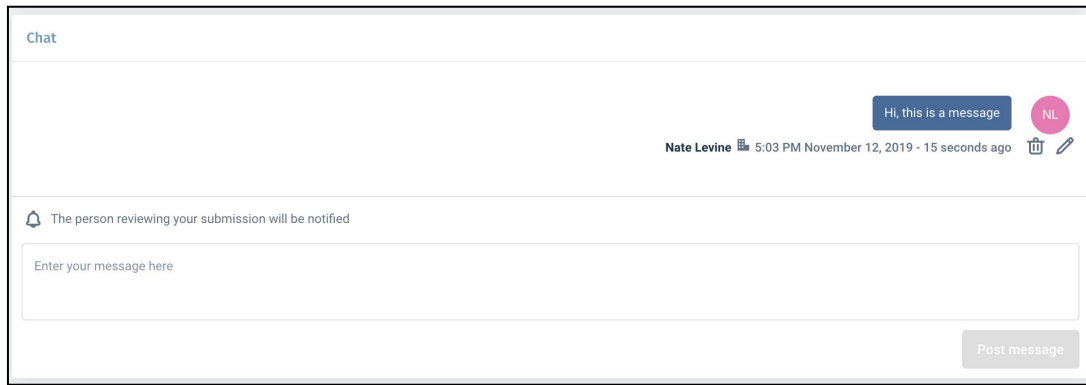 Chat
Hi, this is a message
NL
Nate Levine 5:03 PM November 12, 2019 - 15 seconds ago
The person reviewing your submission will be notified
Enter your message here
Post message